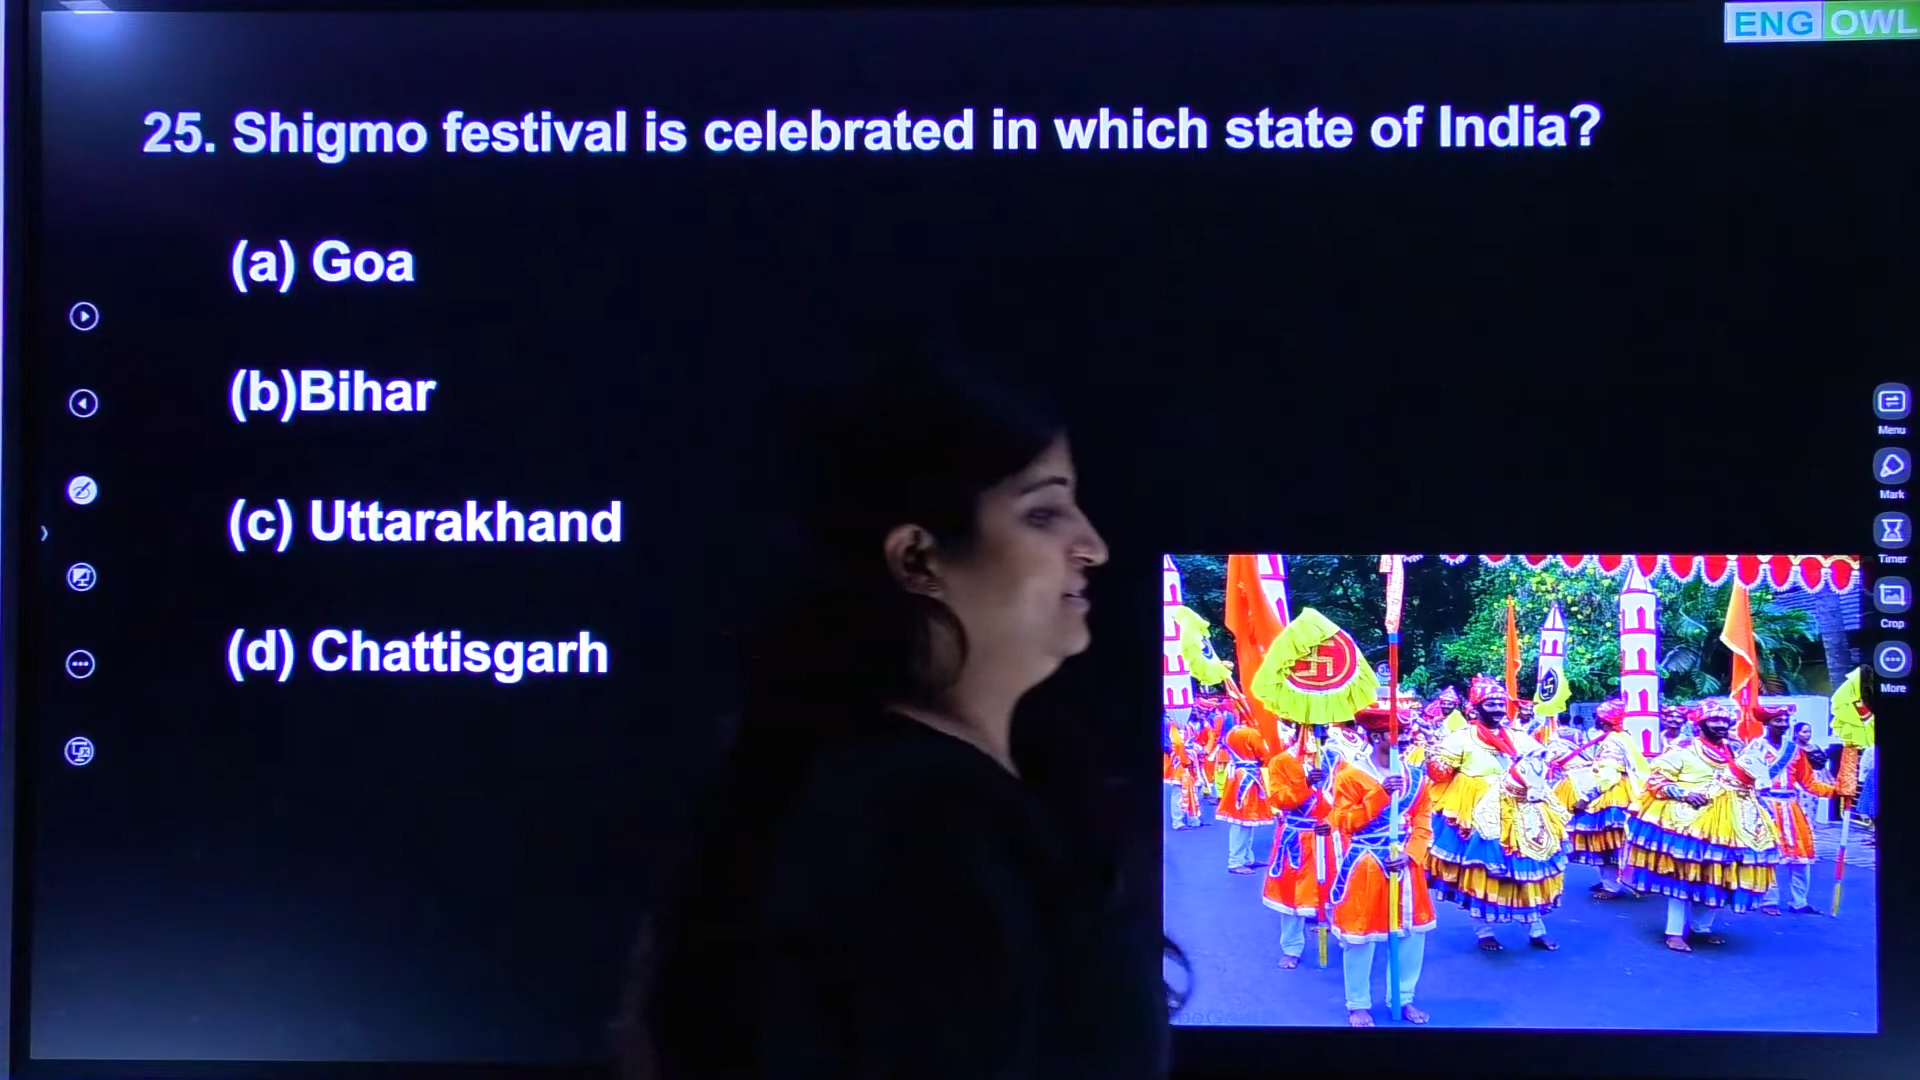 ENG OWL
25. Shigmo festival is celebrated in which state of India?
(a) Goa
(b)Bihar
(c) Uttarakhand
(d) Chattisgarh
Menu
Mark
Timer
Crop
More